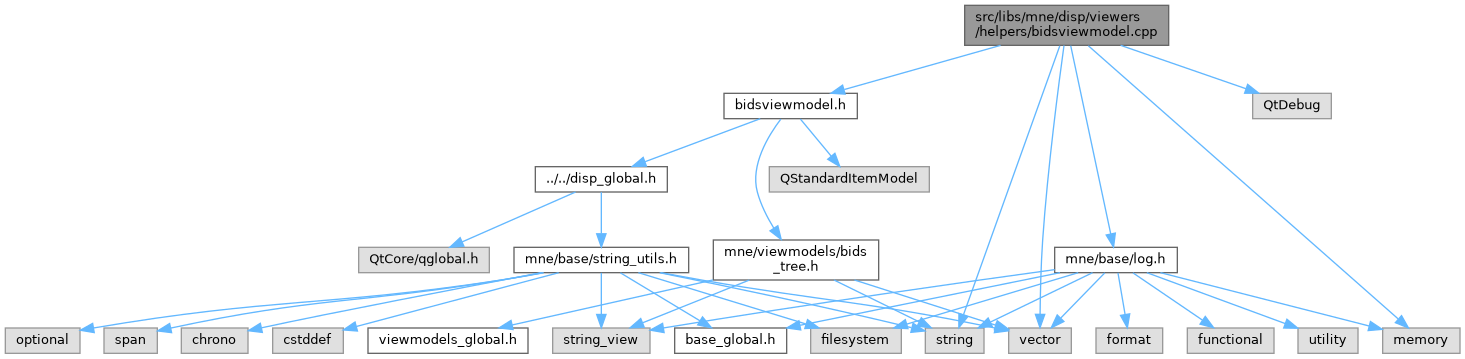 src/libs/mne/disp/viewers
/helpers/bidsviewmodel.cpp
bidsviewmodel.h
QtDebug
../../disp_global.h
QStandardItemModel
QtCore/qglobal.h
mne/base/string_utils.h
mne/viewmodels/bids
_tree.h
mne/base/log.h
optional
span
chrono
cstddef
viewmodels_global.h
string_view
base_global.h
filesystem
string
vector
format
functional
utility
memory